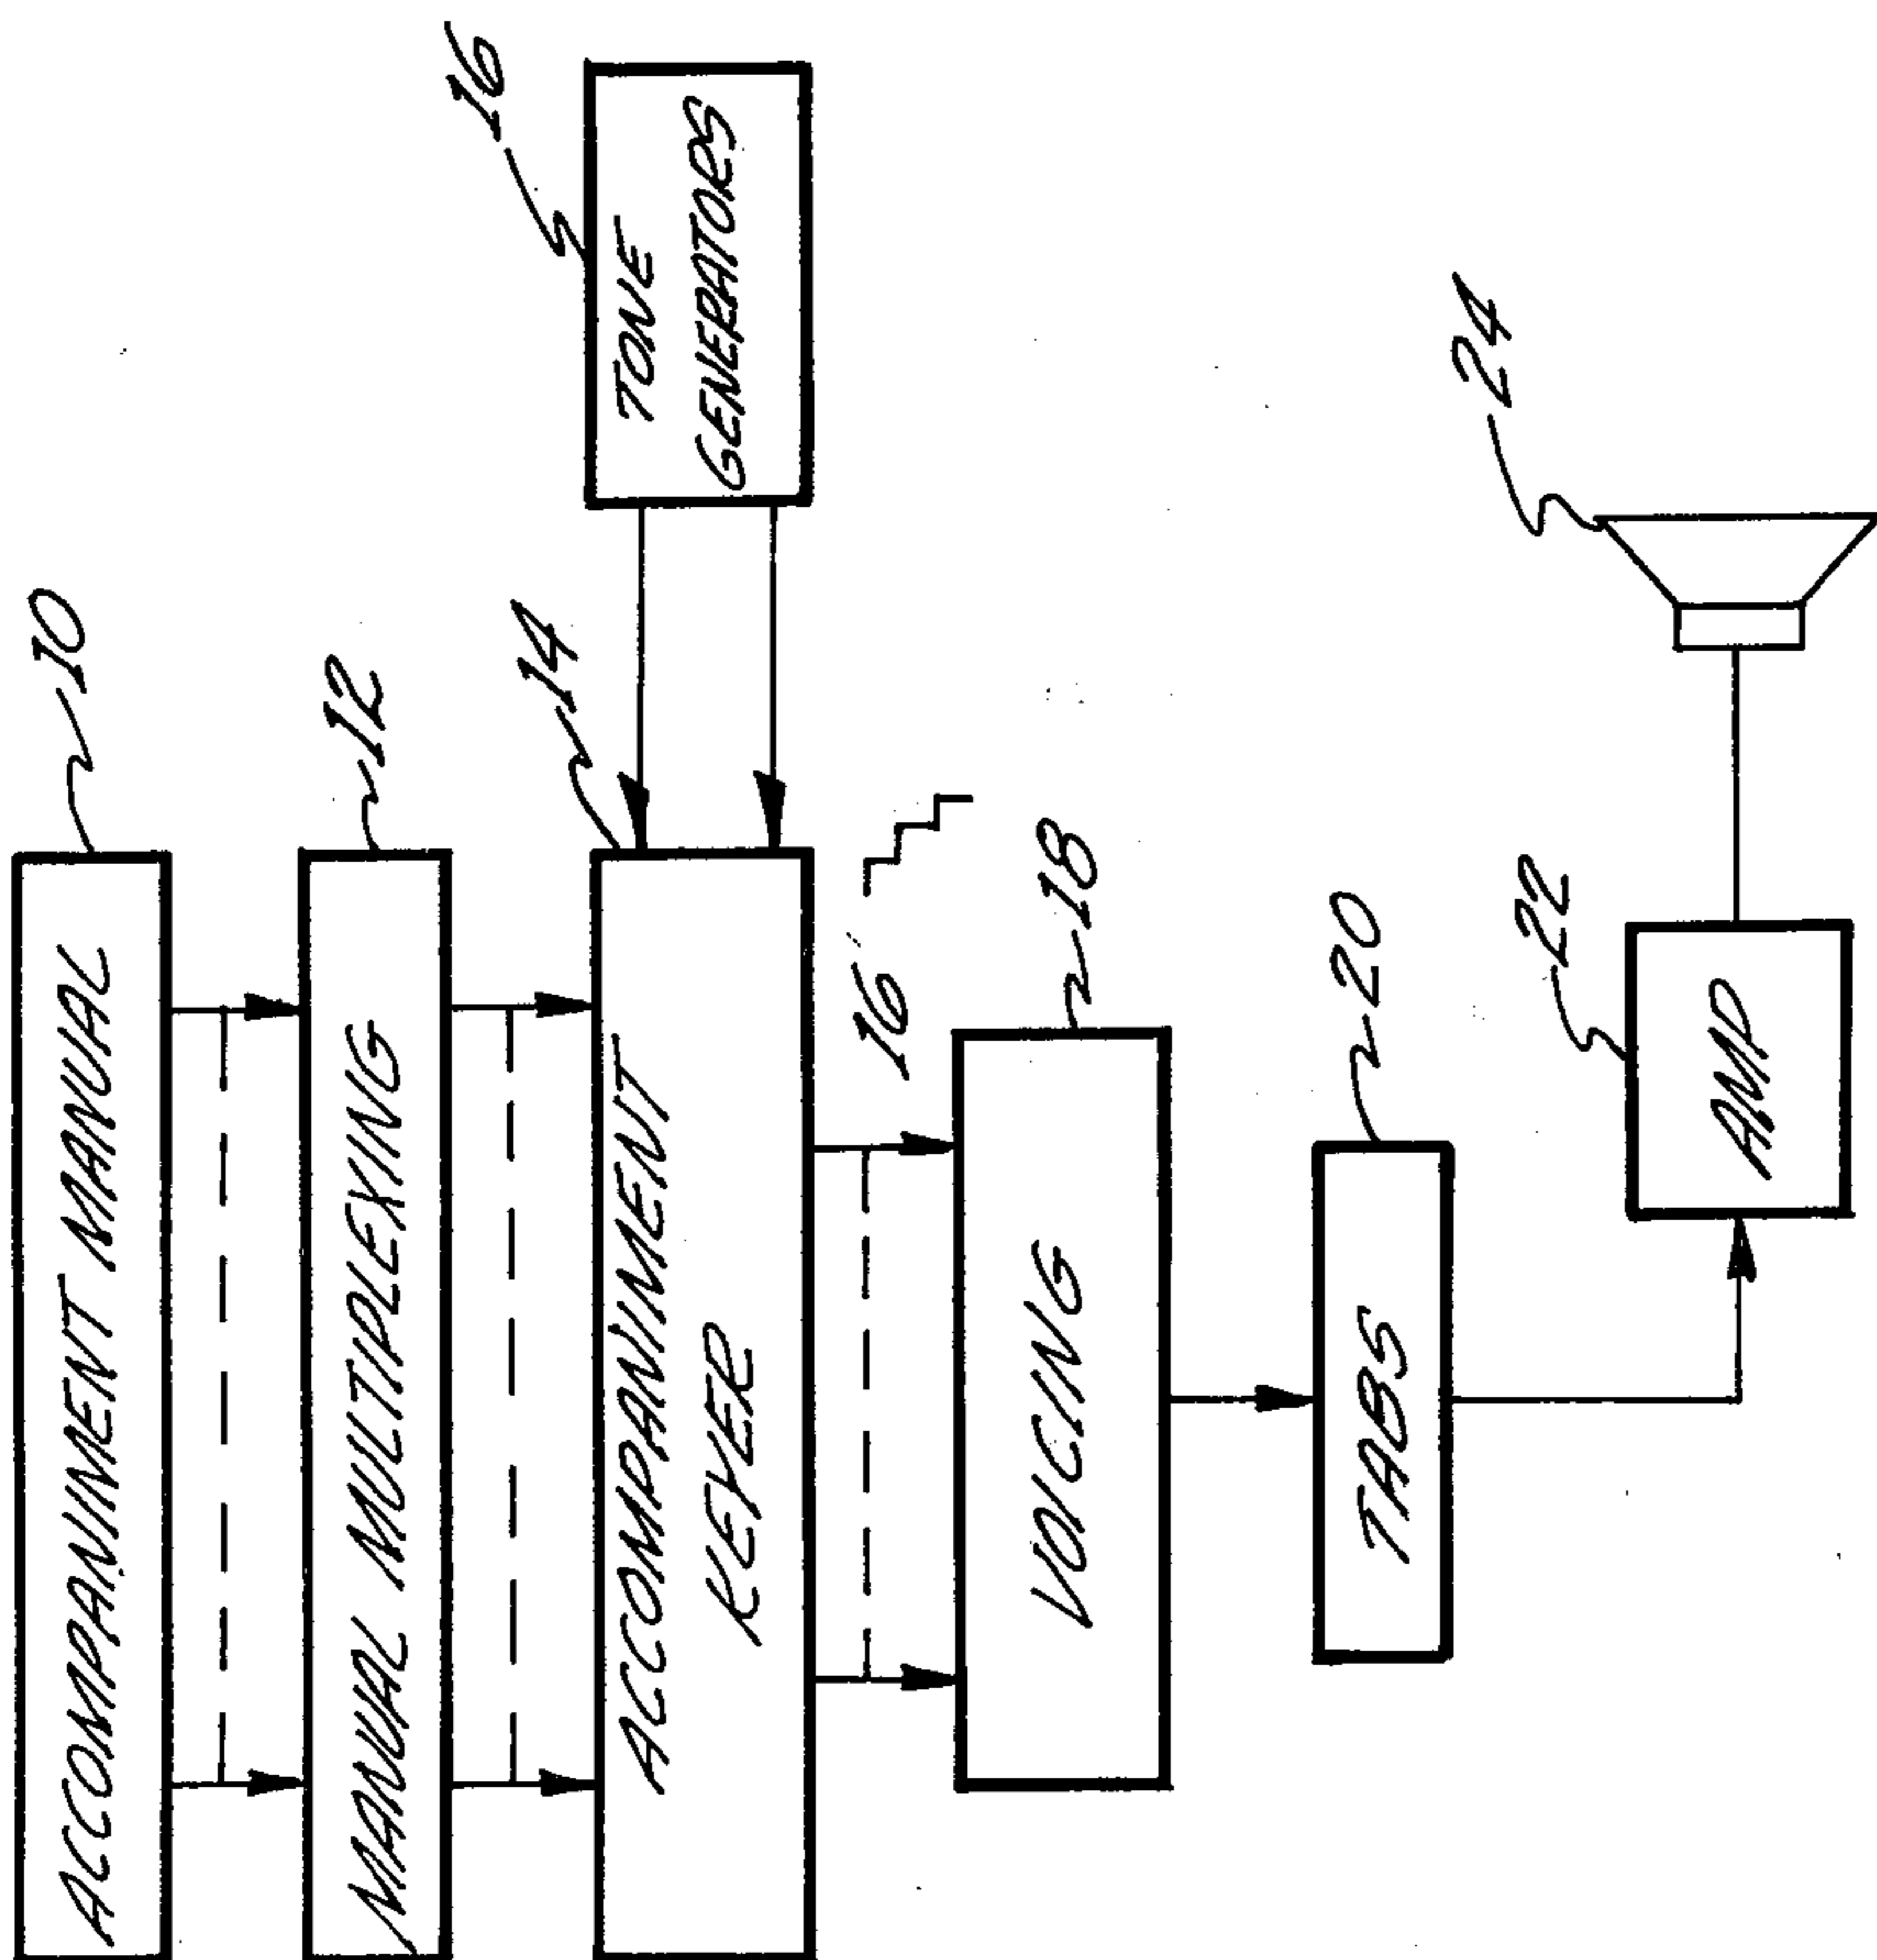 ACCOMPANIMENT MANUAL
10
MANUAL MULTIPLEXING
12
ACCOMPANIMENT
KEYER
14
TONE
GENERATORS
16
16
VOICING
18
TABS
20
AMP
22
24